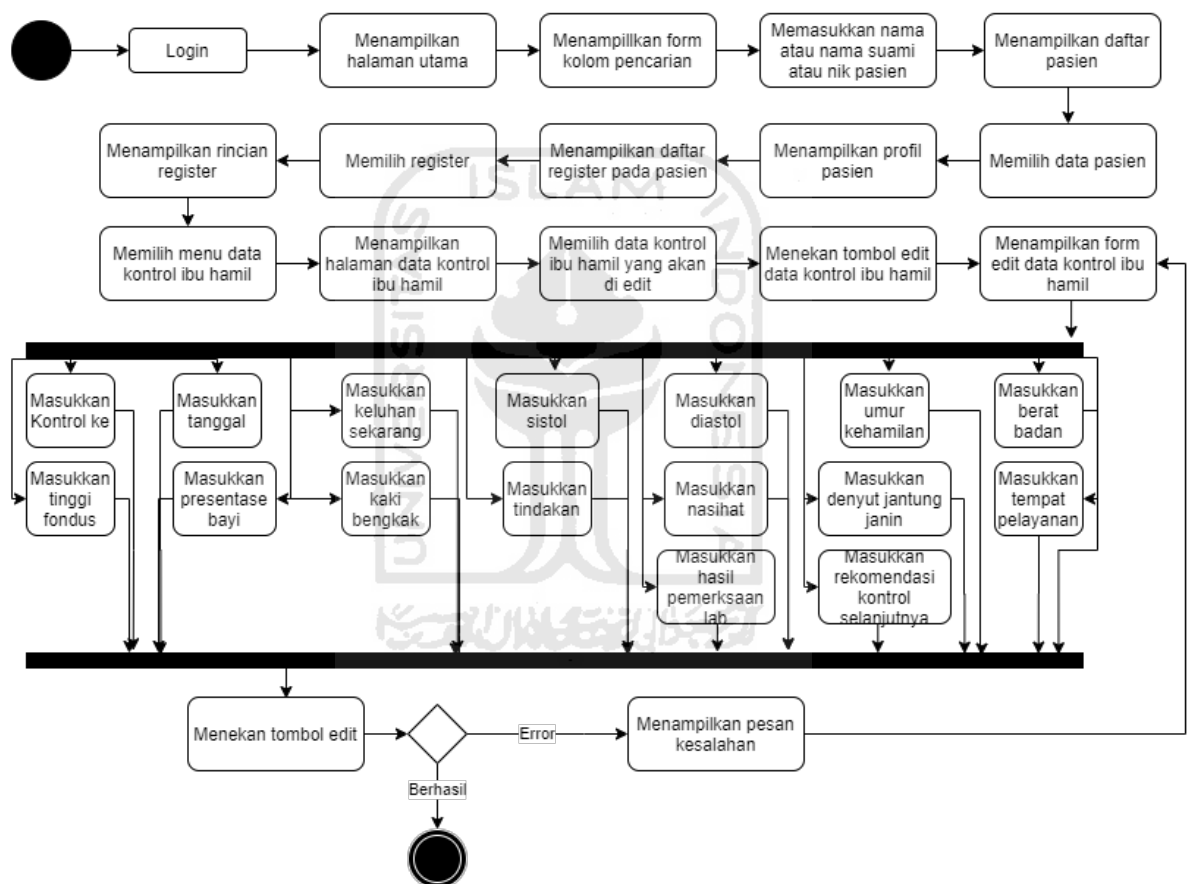 Login
Menampilkan
halaman utama
Menampillkan form
kolom pencarian
Memasukkan nama
atau nama suami
atau nik pasien
Menampilkan daftar
pasien
Menampilkan rincian
register
Memilih register
Menampilkan daftar
register pada pasien
Menampilkan profil
pasien
Memilih data pasien
Memilih menu data
kontrol ibu hamil
Menampilkan
halaman data kontrol
ibu hamil
Memilih data kontrol
ibu hamil yang akan
di edit
Menekan tombol edit
data kontrol ibu hamil
Menampilkan form
edit data kontrol ibu
hamil
UNIVERSITAS
ISLAM
INDONESIA
Masukkan
Kontrol ke
Masukkan
tanggal
Masukkan
keluhan
sekarang
Masukkan
sistol
Masukkan
diastol
Masukkan
umur
kehamilan
Masukkan
berat
badan
Masukkan
tinggi
fondus
Masukkan
presentase
bayi
Masukkan
kaki
bengkak
Masukkan
tindakan
Masukkan
nasihat
Masukkan
denyut jantung
janin
Masukkan
tempat
pelayanan
Masukkan
hasil
pemerksaan
lab
Masukkan
rekomendasi
kontrol
selanjutnya
Menekan tombol edit
Error
Menampilkan pesan
kesalahan
Berhasil